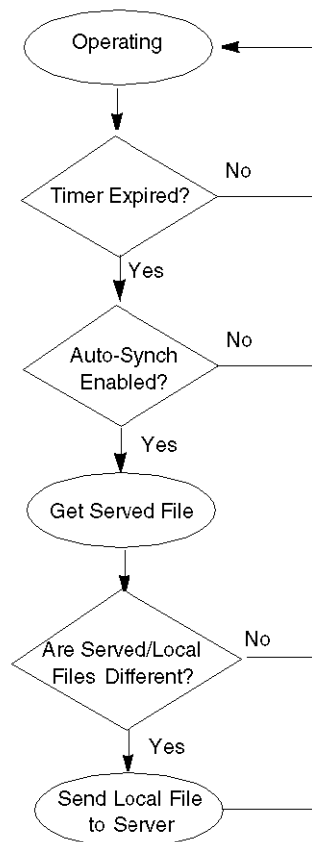 Operating
Timer Expired?
No
Yes
Auto-Synch
Enabled?
No
Yes
Get Served File
Are Served/Local
Files Different?
No
Yes
Send Local File
to Server